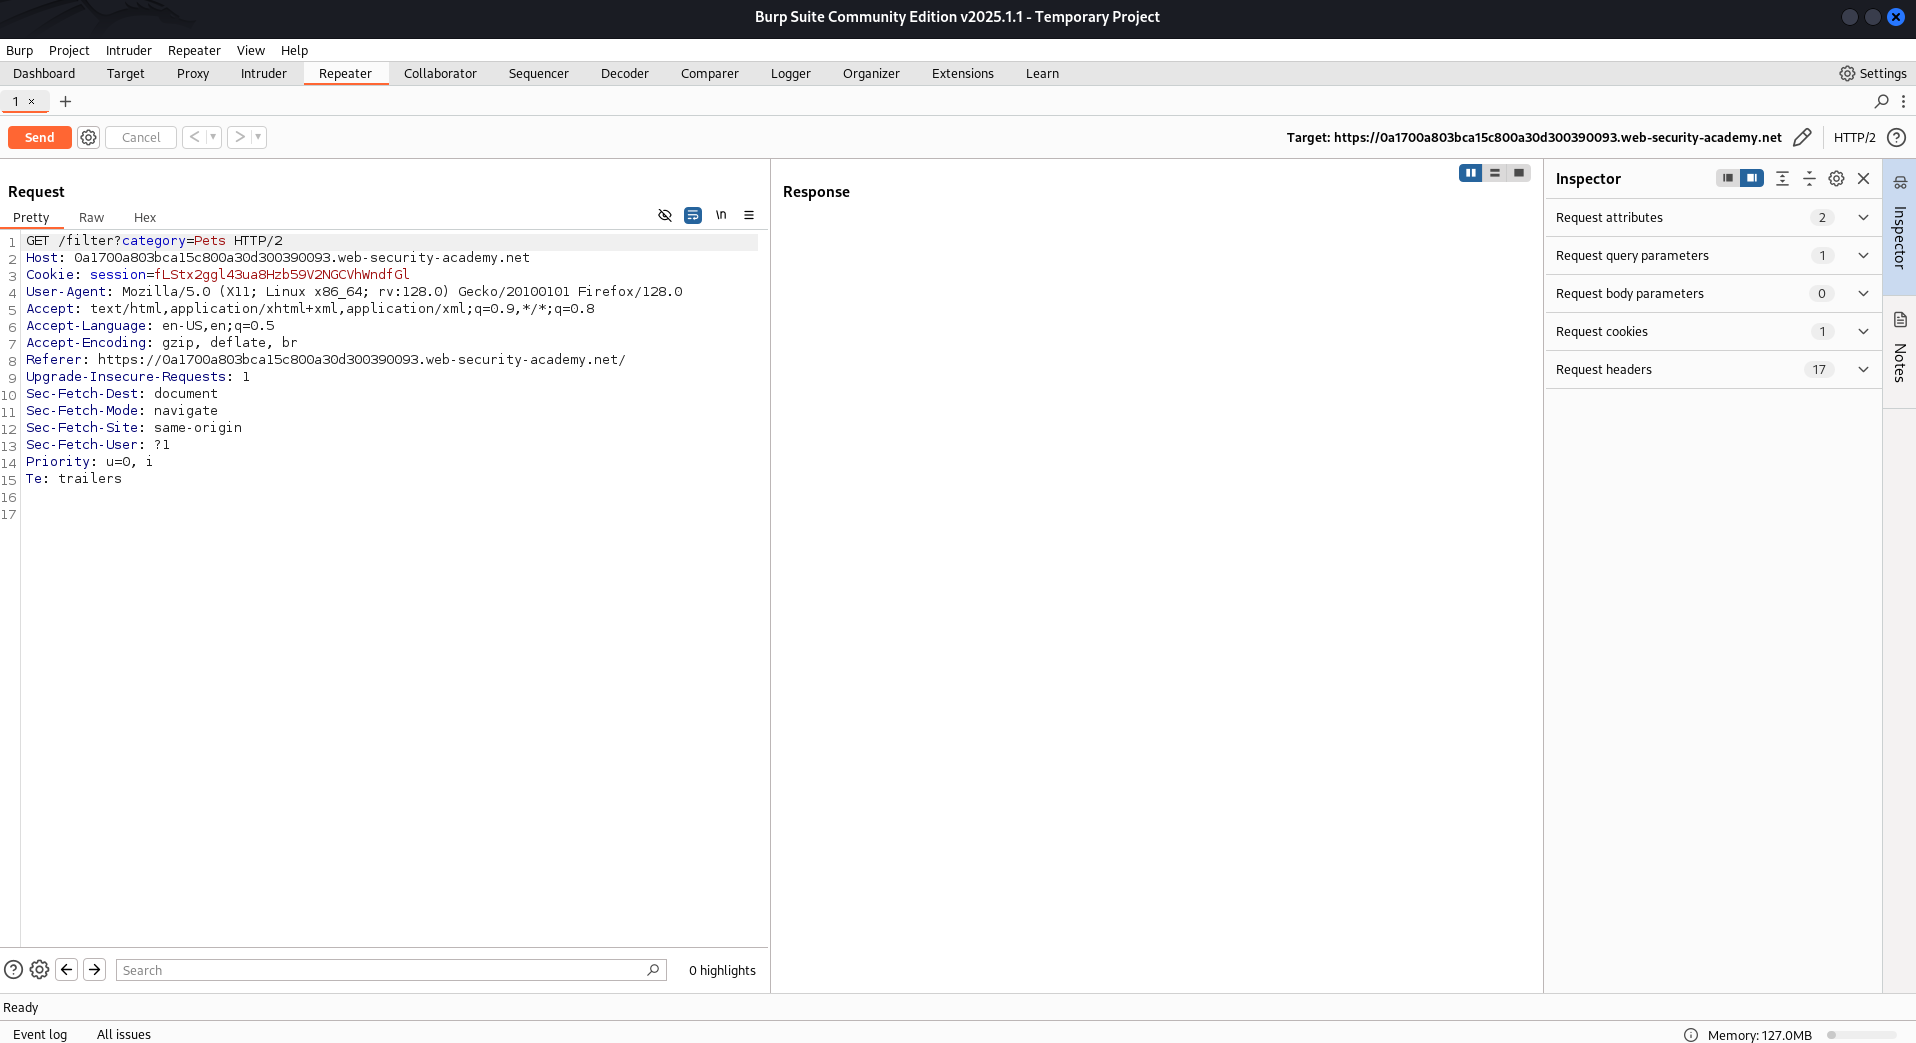 Burp Suite Community Edition v2025.1.1 - Temporary Project
Burp Project Intruder Repeater View Help
Dashboard Target Proxy Intruder Repeater Collaborator Sequencer Decoder Comparer Logger Organizer Extensions Learn Settings
1 × +
Send Cancel < > Target: https://0a1700a803bca15c800a30d300390093.web-security-academy.net HTTP/2 ?
Request
Pretty Raw Hex \n
1 GET /filter?category=Pets HTTP/2
2 Host: 0a1700a803bca15c800a30d300390093.web-security-academy.net
3 Cookie: session=fLStx2ggl43ua8Hzb59V2NGCVhWndfGl
4 User-Agent: Mozilla/5.0 (X11; Linux x86_64; rv:128.0) Gecko/20100101 Firefox/128.0
5 Accept: text/html,application/xhtml+xml,application/xml;q=0.9,*/*;q=0.8
6 Accept-Language: en-US,en;q=0.5
7 Accept-Encoding: gzip, deflate, br
8 Referer: https://0a1700a803bca15c800a30d300390093.web-security-academy.net/
9 Upgrade-Insecure-Requests: 1
10 Sec-Fetch-Dest: document
11 Sec-Fetch-Mode: navigate
12 Sec-Fetch-Site: same-origin
13 Sec-Fetch-User: ?1
14 Priority: u=0, i
15 Te: trailers
16
17
? Search 0 highlights
Response
Inspector
Request attributes 2
Request query parameters 1
Request body parameters 0
Request cookies 1
Request headers 17
Inspector
Notes
Ready
Event log All issues Memory: 127.0MB